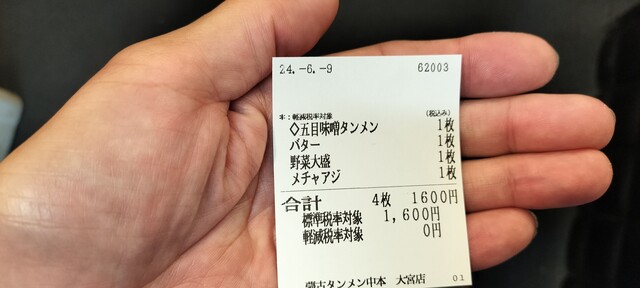 24.-6.-9 62003
*:軽減税率対象 (税込み)
◇五目味噌タンメン 1枚
バター 1枚
野菜大盛 1枚
メチャアジ 1枚
合計 4枚 1600円
標準税率対象 1,600円
軽減税率対象 0円
蒙古タンメン中本 大宮店 01